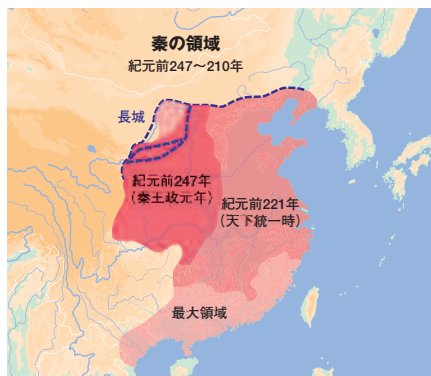 秦の領域
紀元前247〜210年
長城
紀元前247年
（秦王政元年）
紀元前221年
（天下統一時）
最大領域